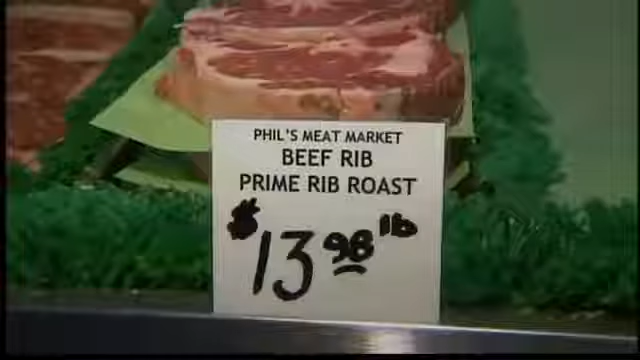 PHIL'S MEAT MARKET
BEEF RIB
PRIME RIB ROAST
$13.98 lb